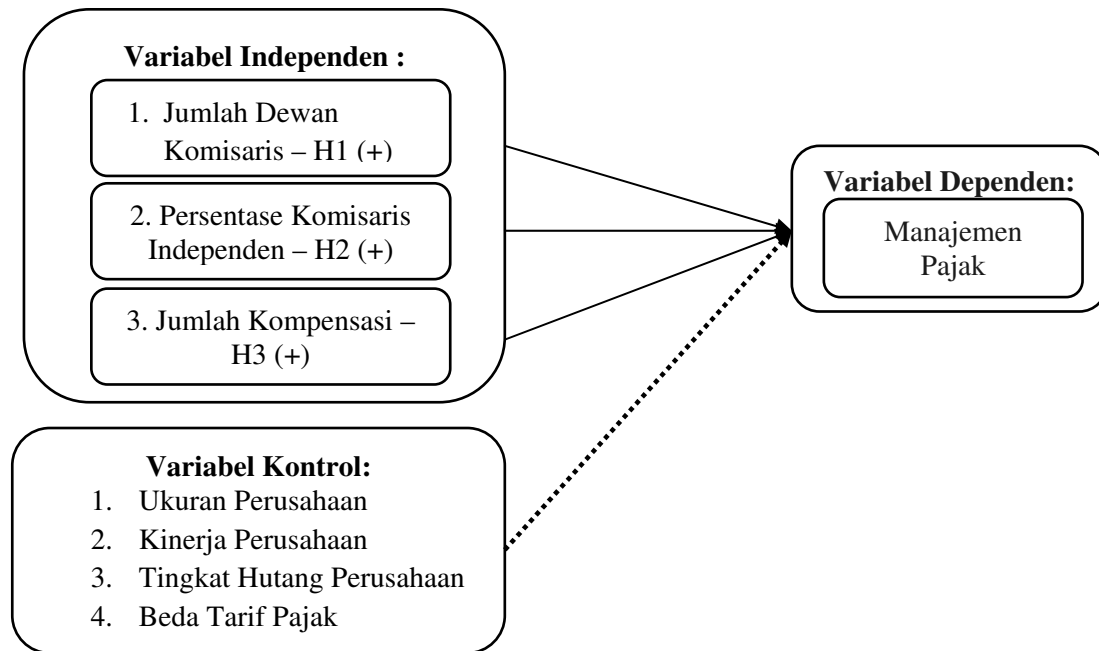 Variabel Independen :
1. Jumlah Dewan
Komisaris – H1 (+)
2. Persentase Komisaris
Independen – H2 (+)
3. Jumlah Kompensasi –
H3 (+)
Variabel Dependen:
Manajemen
Pajak
Variabel Kontrol:
1. Ukuran Perusahaan
2. Kinerja Perusahaan
3. Tingkat Hutang Perusahaan
4. Beda Tarif Pajak